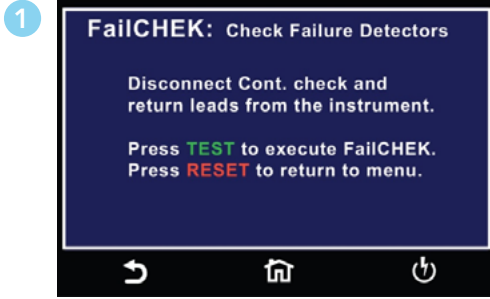 1
FailCHEK: Check Failure Detectors
Disconnect Cont. check and
return leads from the instrument.
Press TEST to execute FailCHEK.
Press RESET to return to menu.